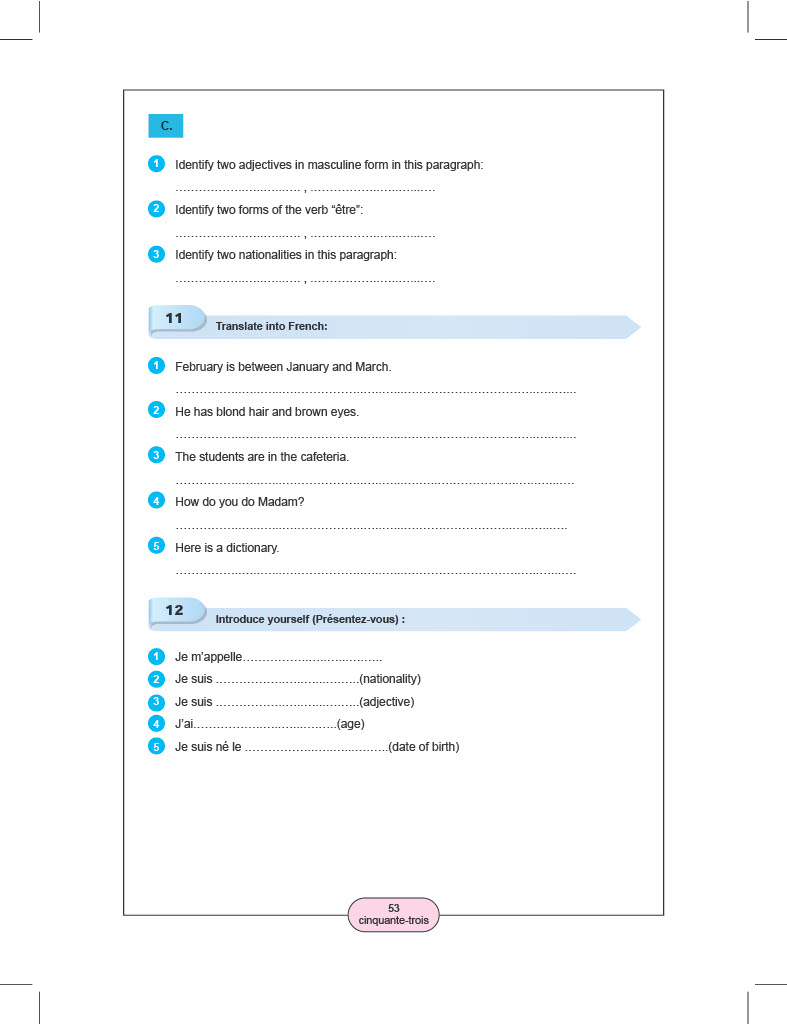 C.
1 Identify two adjectives in masculine form in this paragraph:
……………..…..…..…. , ……………..…..…..….
2 Identify two forms of the verb “être”:
……………..…..…..…. , ……………..…..…..….
3 Identify two nationalities in this paragraph:
……………..…..…..…. , ……………..…..…..….
11 Translate into French:
1 February is between January and March.
……………..…..…..……………..…..…..……………………..…..…...
2 He has blond hair and brown eyes.
……………..…..…..……………..…..…..……………………..…..…...
3 The students are in the cafeteria.
……………..…..…..……………..…..…..……………………..…..….
4 How do you do Madam?
……………..…..…..……………..…..…..……………………..…….
5 Here is a dictionary.
……………..…..…..……………..…..…..……………………..…..….
12 Introduce yourself (Présentez-vous) :
1 Je m’appelle……………..…..…..……..
2 Je suis ……………..…..…..……….(nationality)
3 Je suis ……………..…..…..……….(adjective)
4 J’ai……………..…..…..……….(age)
5 Je suis né le ……………..…..…..……….(date of birth)
53
cinquante-trois